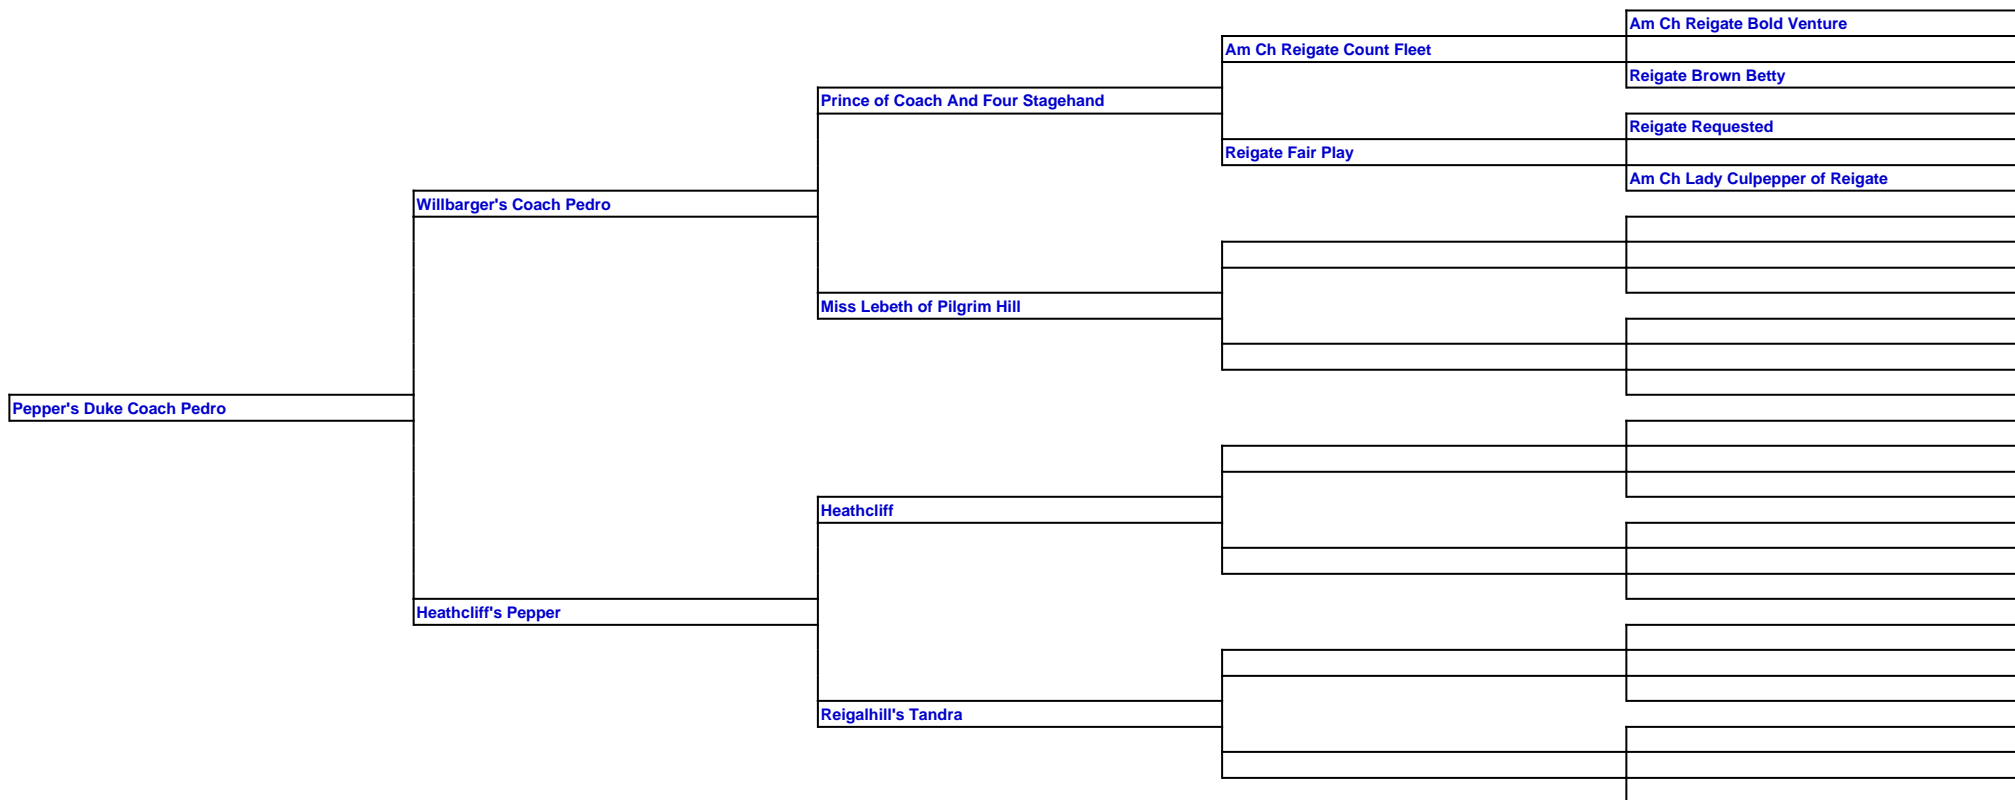 Am Ch Reigate Bold Venture
Am Ch Reigate Count Fleet
Reigate Brown Betty
Prince of Coach And Four Stagehand
Reigate Requested
Reigate Fair Play
Am Ch Lady Culpepper of Reigate
Willbarger's Coach Pedro
Miss Lebeth of Pilgrim Hill
Pepper's Duke Coach Pedro
Heathcliff
Heathcliff's Pepper
Reigalhill's Tandra